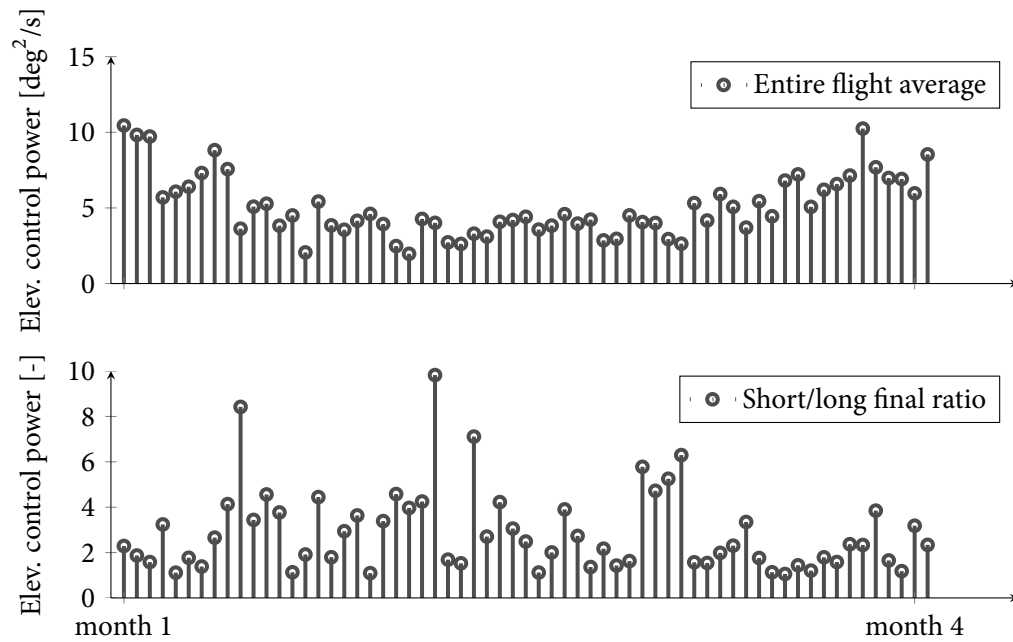 Elev. control power [deg²/s]
15
10
5
0
Entire flight average
Elev. control power [-]
10
8
6
4
2
0
Short/long final ratio
month 1
month 4